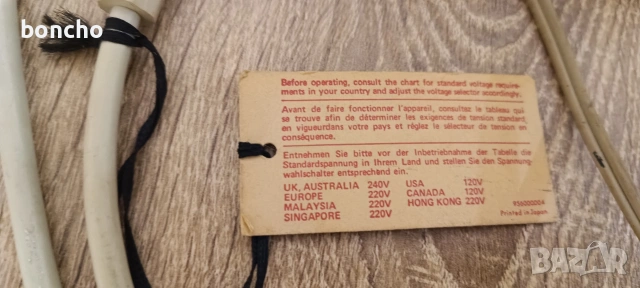 boncho
Before operating, consult the chart for standard voltage require-
ments in your country and adjust the voltage selector accordingly.
Avant de faire fonctionner l'appareil, consultez le tableau qui
se trouve afin de déterminer les exigences de tension standard
en vigueurdans votre pays et réglez le sélecteur de tension en
conséquence.
Entnehmen Sie bitte vor der Inbetriebnahme der Tabelle die
Standardspannung in Ihrem Land und stellen Sie den Spannung-
wahlschalter entsprechend ein.
UK, AUSTRALIA 240V USA 120V
EUROPE 220V CANADA 120V
MALAYSIA 220V HONG KONG 220V
SINGAPORE 220V
Printed in Japan
BAZAR
bg